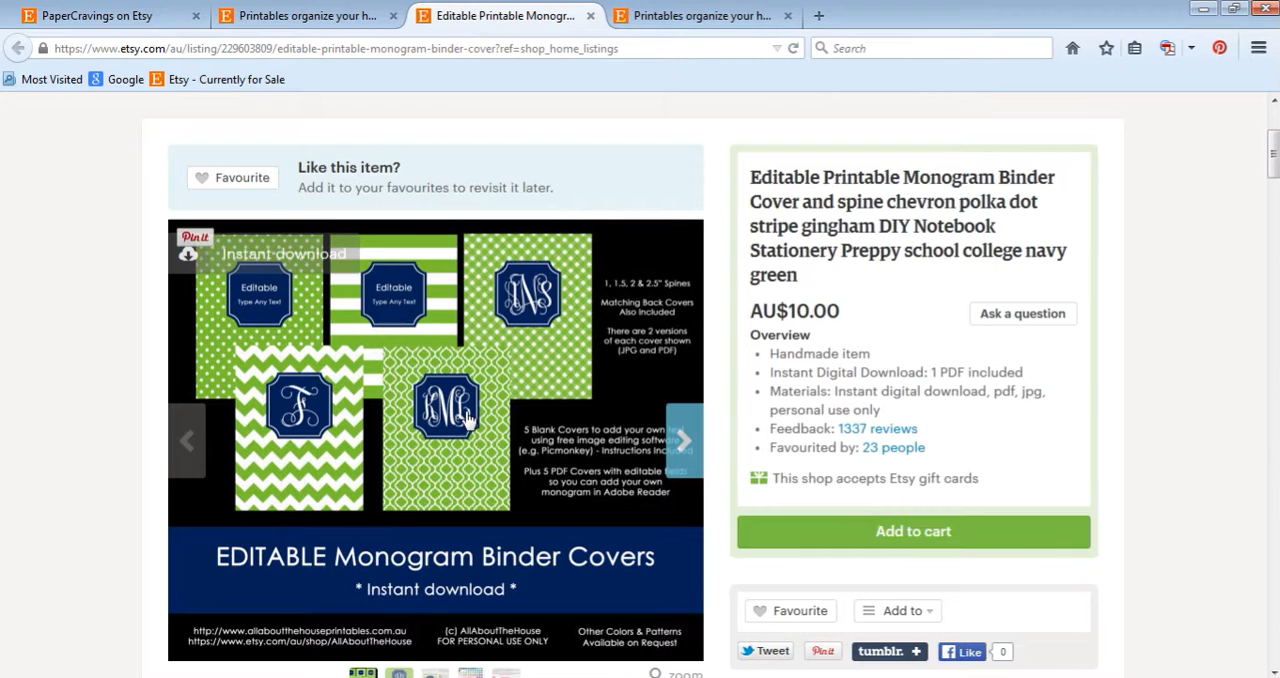 PaperCravings on Etsy
Printables organize your h...
Editable Printable Monogr...
Printables organize your h...
https://www.etsy.com/au/listing/229603809/editable-printable-monogram-binder-cover?ref=shop_home_listings
Search
Most Visited
Google
Etsy - Currently for Sale
Favourite
Like this item?
Add it to your favourites to revisit it later.
Pin it
Instant download
Editable
Type Any Text
Editable
Type Any Text
1, 1.5, 2 & 2.5" Spines
Matching Back Covers
Also Included
There are 2 versions
of each cover shown
(JPG and PDF)
F
5 Blank Covers to add your own
using free image editing software
(e.g. Picmonkey) - Instructions Included
Plus 5 PDF Covers with editable fields
so you can add your own
monogram in Adobe Reader
EDITABLE Monogram Binder Covers
* Instant download *
http://www.allaboutthehouseprintables.com.au
https://www.etsy.com/au/shop/AllAboutTheHouse
(c) AllAboutTheHouse
FOR PERSONAL USE ONLY
Other Colors & Patterns
Available on Request
zoom
Editable Printable Monogram Binder
Cover and spine chevron polka dot
stripe gingham DIY Notebook
Stationery Preppy school college navy
green
AU$10.00
Ask a question
Overview
• Handmade item
• Instant Digital Download: 1 PDF included
• Materials: Instant digital download, pdf, jpg,
personal use only
• Feedback: 1337 reviews
• Favourited by: 23 people
This shop accepts Etsy gift cards
Add to cart
Favourite
Add to
Tweet
Pin it
tumblr. +
Like
0